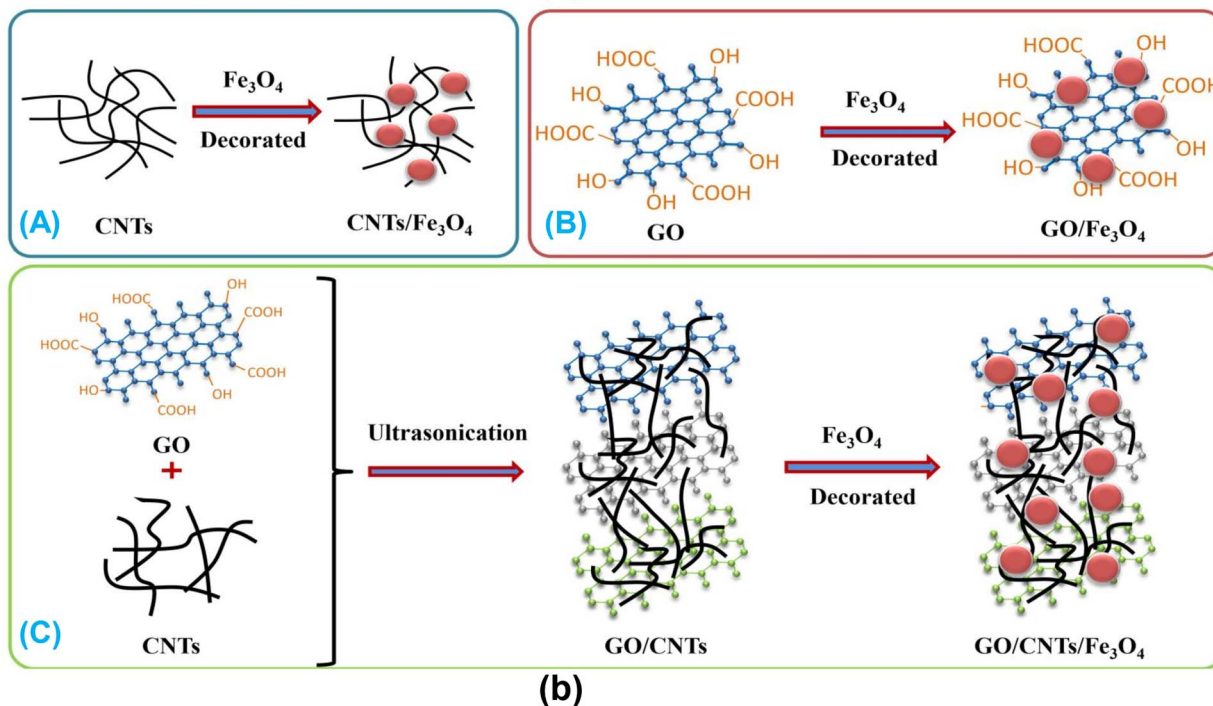 Fe₃O₄
Decorated
CNTs
CNTs/Fe₃O₄
(A)
HOOC
OH
COOH
HOOC
OH
HO
COOH
OH
GO
Fe₃O₄
Decorated
HOOC
OH
COOH
HOOC
OH
HO
COOH
OH
GO/Fe₃O₄
(B)
HOOC
OH
HO
COOH
HOOC
COOH
HO
OH
COOH
GO
+
CNTs
(C)
Ultrasonication
GO/CNTs
Fe₃O₄
Decorated
GO/CNTs/Fe₃O₄
(b)